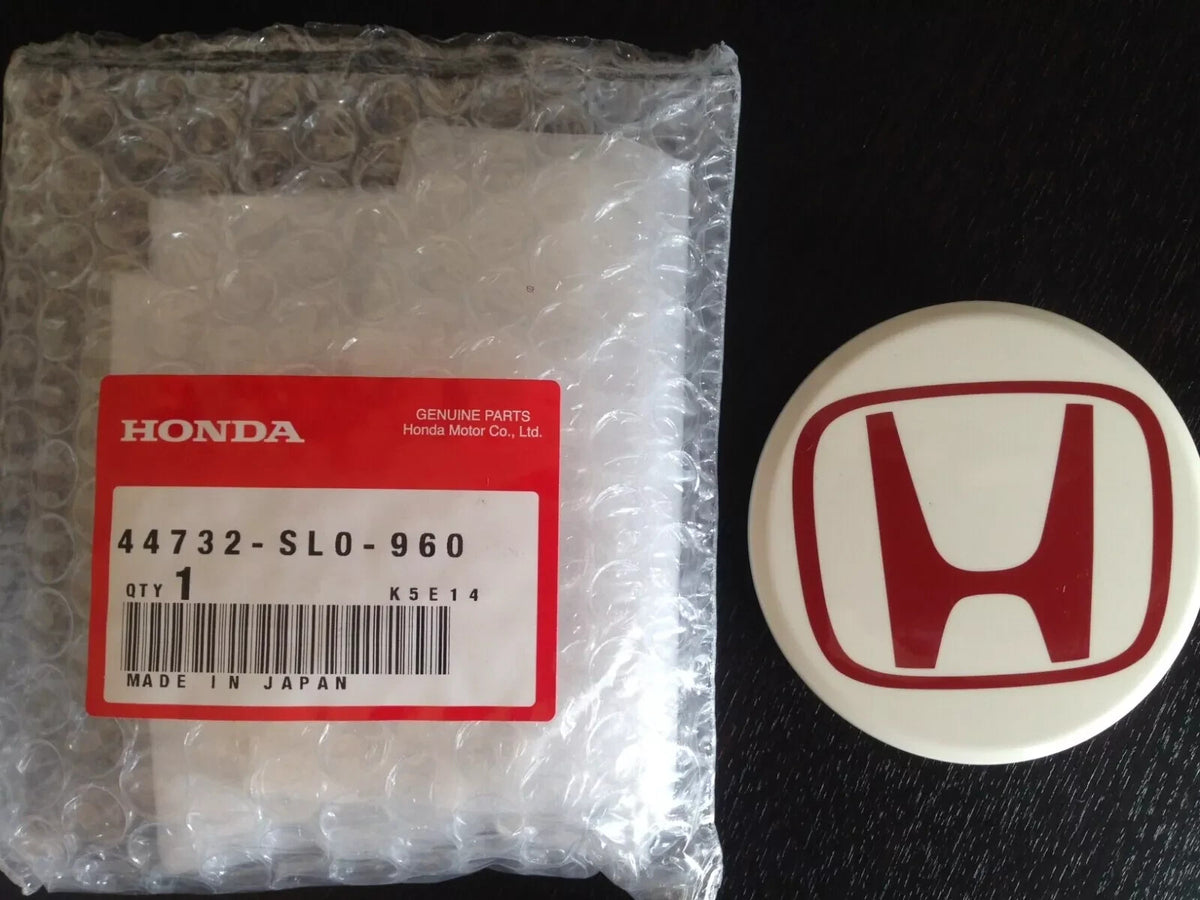 HONDA
GENUINE PARTS
Honda Motor Co., Ltd.
44732-SL0-960
QTY 1 K5E14
MADE IN JAPAN